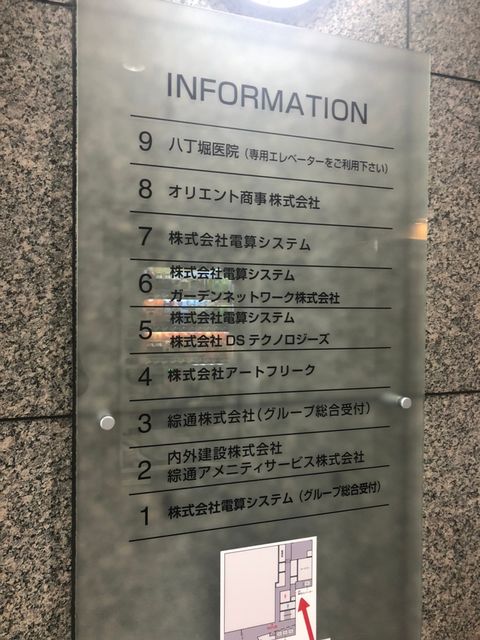 INFORMATION
9 八丁堀医院（専用エレベーターをご利用下さい）
8 オリエント商事株式会社
7 株式会社電算システム
6 株式会社電算システム
ガーデンネットワーク株式会社
5 株式会社電算システム
株式会社DSテクノロジーズ
4 株式会社アートフリーク
3 綜通株式会社（グループ総合受付）
2 内外建設株式会社
綜通アメニティサービス株式会社
1 株式会社電算システム（グループ総合受付）